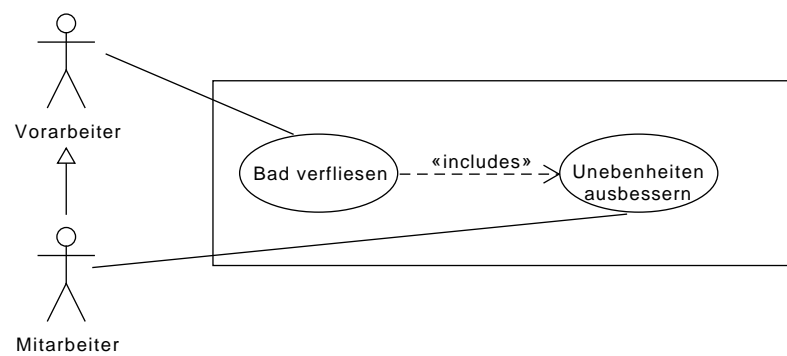 Vorarbeiter
Bad verfliesen
«includes»
Unebenheiten
ausbessern
Mitarbeiter